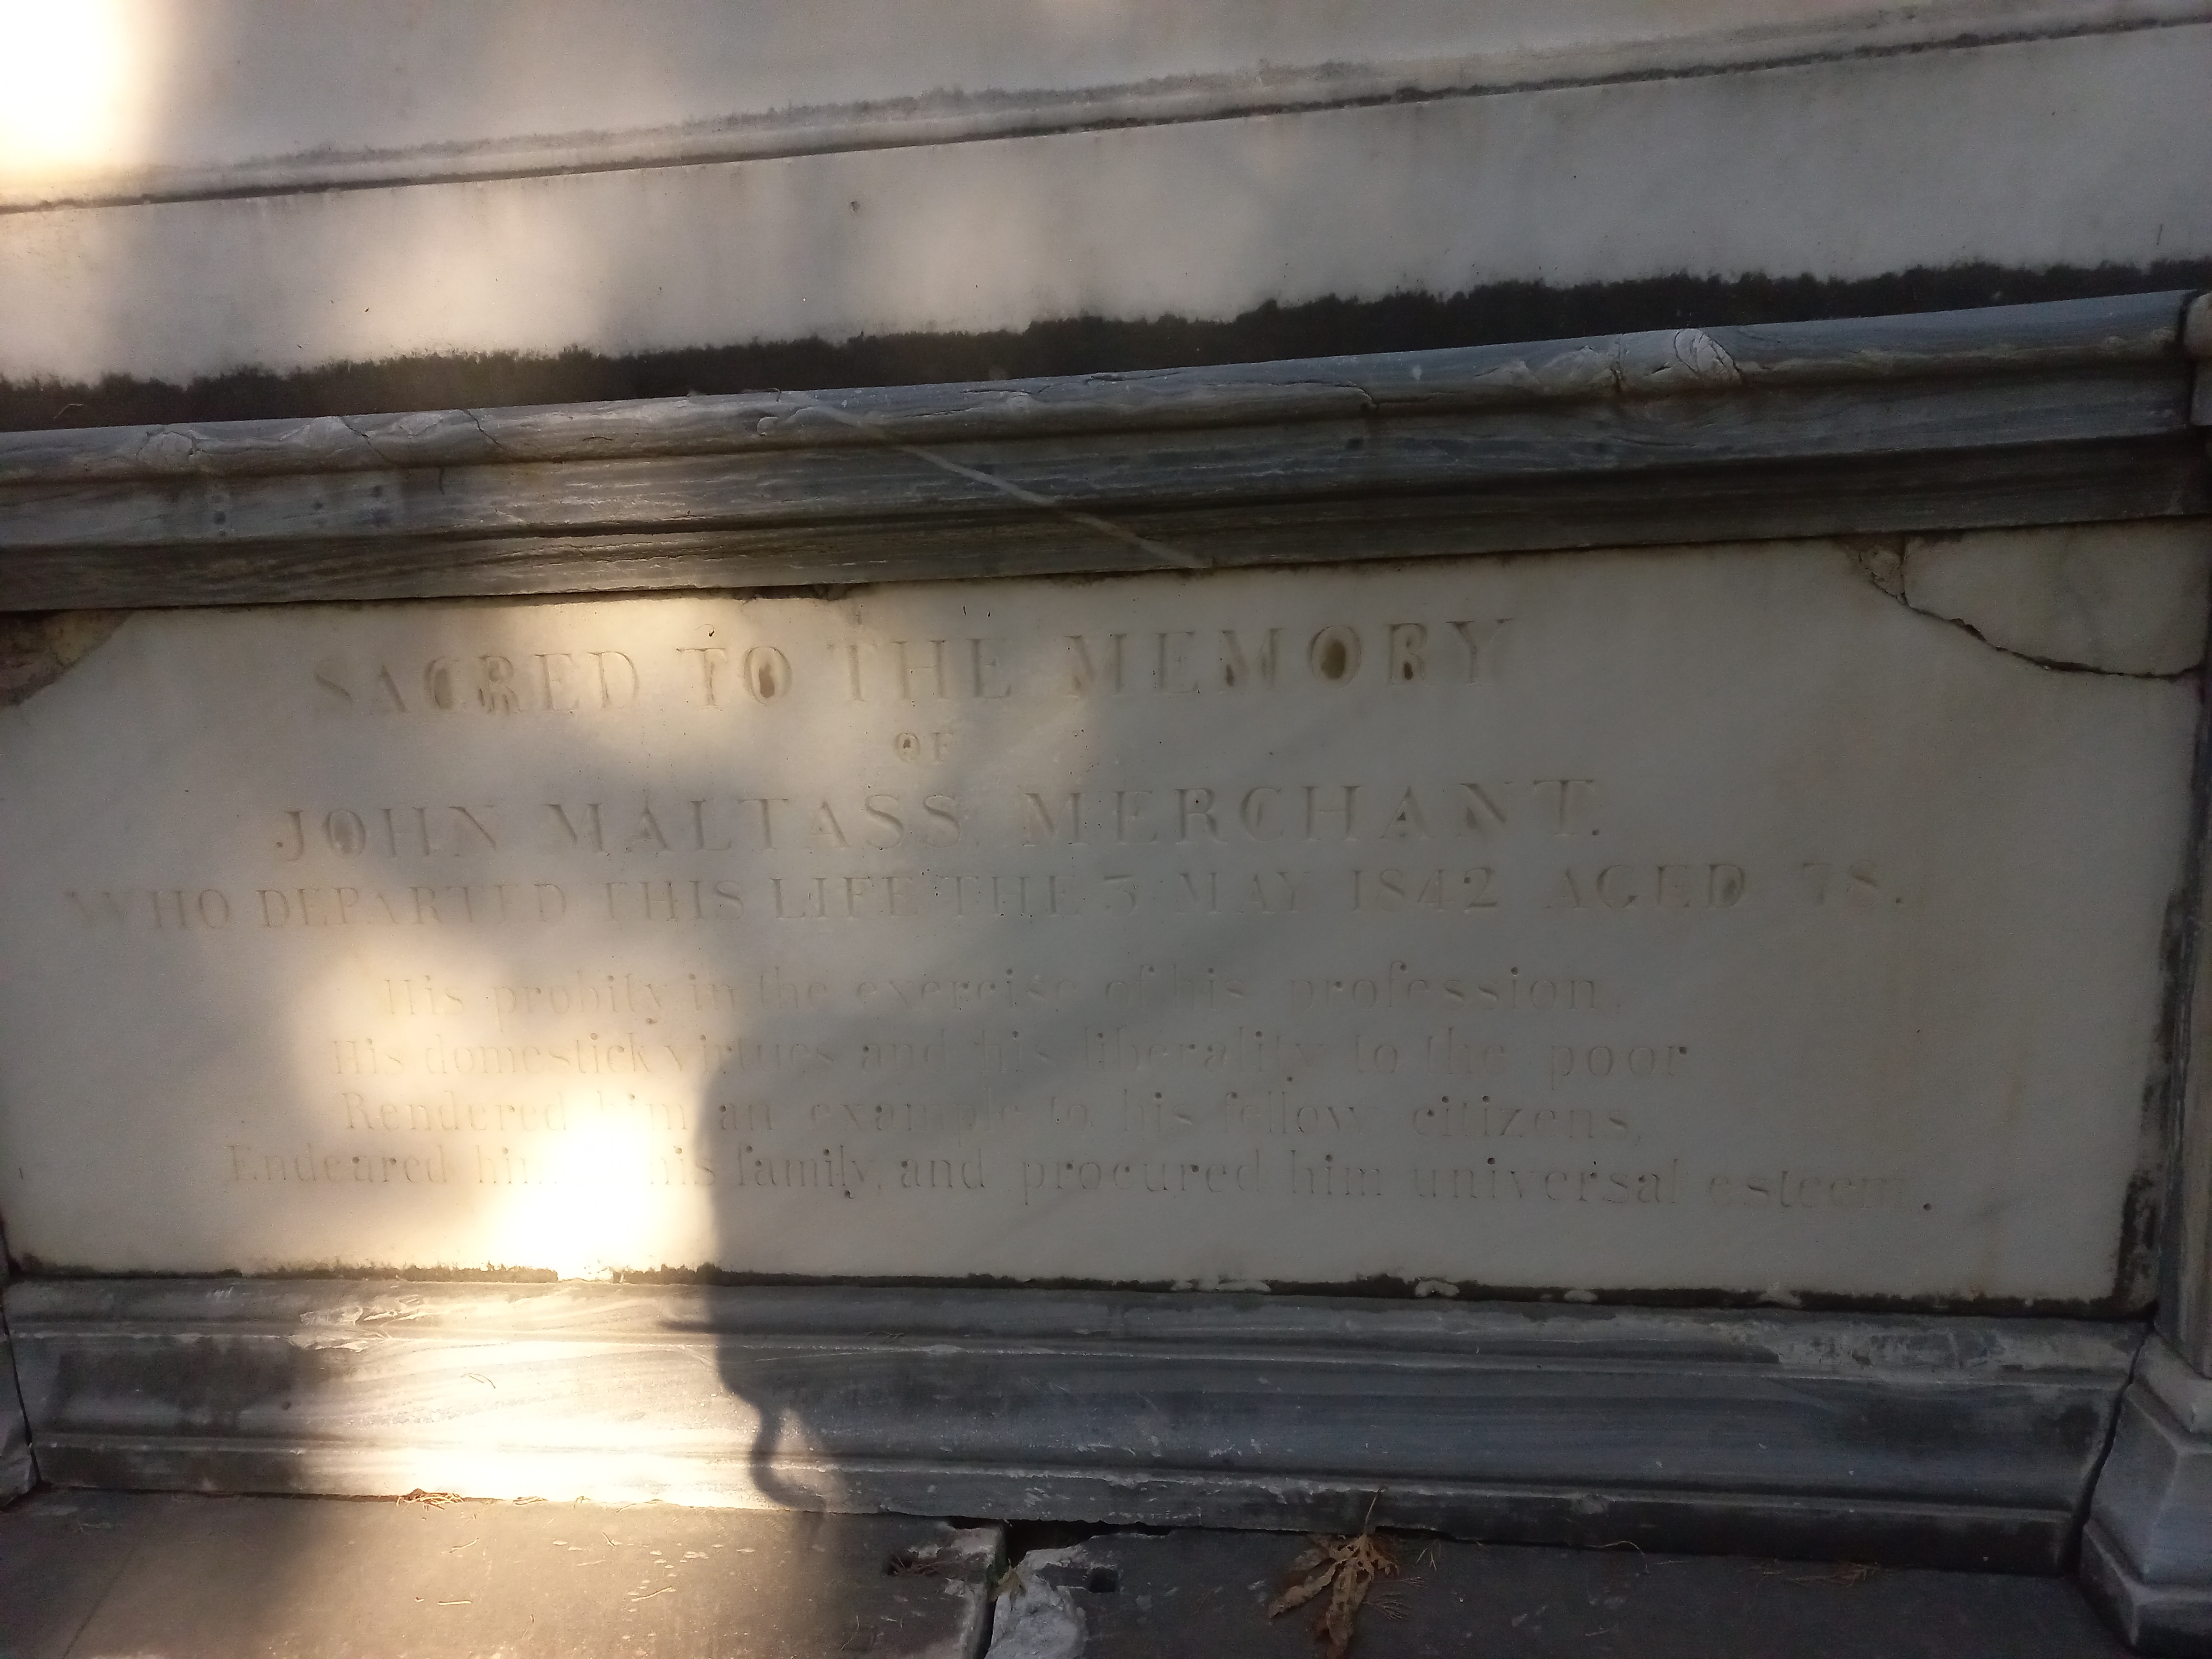 SACRED TO THE MEMORY
OF
JOHN MALTASS MERCHANT.
WHO DEPARTED THIS LIFE THE 3 MAY 1842 AGED 78.
His probity in the exercise of his profession,
His domestick virtues and his liberality to the poor
Rendered him an example to his fellow citizens,
Endeared him his family, and procured him universal esteem.